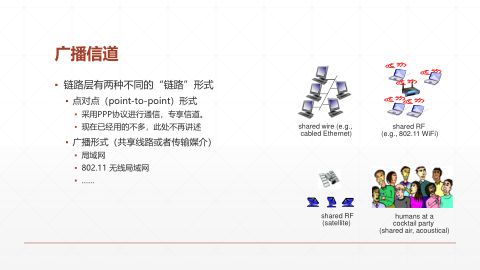 广播信道
链路层有两种不同的“链路”形式
点对点（point-to-point）形式
采用PPP协议进行通信，专享信道。
现在已经用的不多，此处不再讲述
广播形式（共享线路或者传输媒介）
局域网
802.11 无线局域网
……
shared wire (e.g.,
cabled Ethernet)
shared RF
(e.g., 802.11 WiFi)
shared RF
(satellite)
humans at a
cocktail party
(shared air, acoustical)